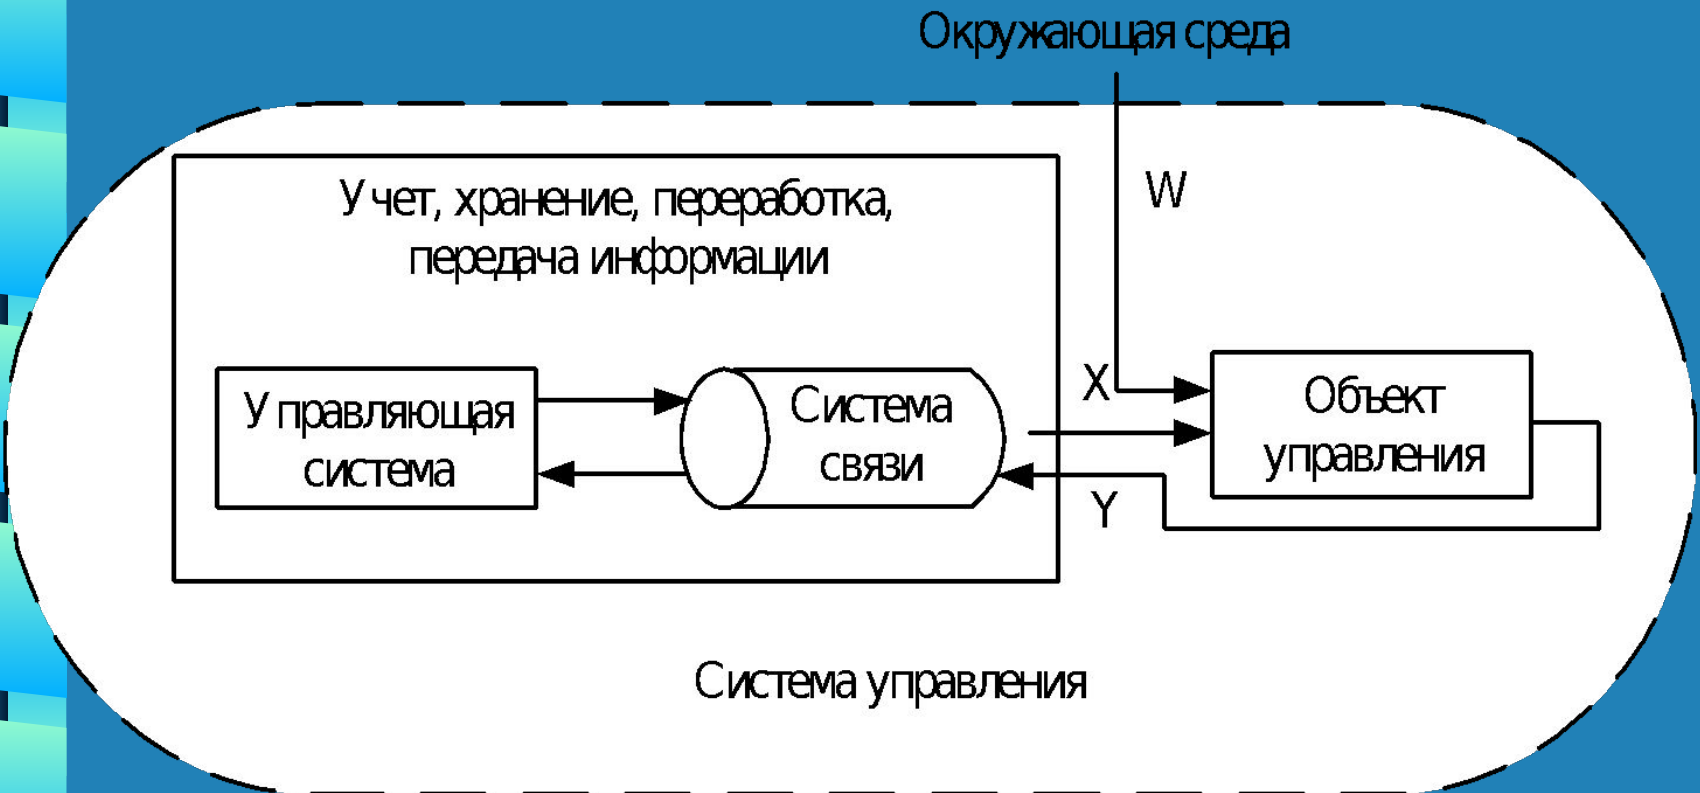 Окружающая среда
W
Учет, хранение, переработка,
передача информации
X
Управляющая
система
Система
связи
Объект
управления
Y
Система управления